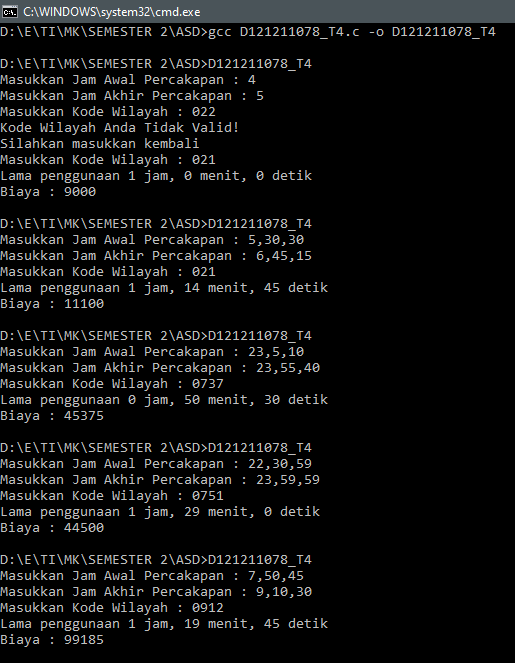 C:\WINDOWS\system32\cmd.exe
D:\E\TI\MK\SEMESTER 2\ASD>gcc D121211078_T4.c -o D121211078_T4
D:\E\TI\MK\SEMESTER 2\ASD>D121211078_T4
Masukkan Jam Awal Percakapan : 4
Masukkan Jam Akhir Percakapan : 5
Masukkan Kode Wilayah : 022
Kode Wilayah Anda Tidak Valid!
Silahkan masukkan kembali
Masukkan Kode Wilayah : 021
Lama penggunaan 1 jam, 0 menit, 0 detik
Biaya : 9000
D:\E\TI\MK\SEMESTER 2\ASD>D121211078_T4
Masukkan Jam Awal Percakapan : 5,30,30
Masukkan Jam Akhir Percakapan : 6,45,15
Masukkan Kode Wilayah : 021
Lama penggunaan 1 jam, 14 menit, 45 detik
Biaya : 11100
D:\E\TI\MK\SEMESTER 2\ASD>D121211078_T4
Masukkan Jam Awal Percakapan : 23,5,10
Masukkan Jam Akhir Percakapan : 23,55,40
Masukkan Kode Wilayah : 0737
Lama penggunaan 0 jam, 50 menit, 30 detik
Biaya : 45375
D:\E\TI\MK\SEMESTER 2\ASD>D121211078_T4
Masukkan Jam Awal Percakapan : 22,30,59
Masukkan Jam Akhir Percakapan : 23,59,59
Masukkan Kode Wilayah : 0751
Lama penggunaan 1 jam, 29 menit, 0 detik
Biaya : 44500
D:\E\TI\MK\SEMESTER 2\ASD>D121211078_T4
Masukkan Jam Awal Percakapan : 7,50,45
Masukkan Jam Akhir Percakapan : 9,10,30
Masukkan Kode Wilayah : 0912
Lama penggunaan 1 jam, 19 menit, 45 detik
Biaya : 99185